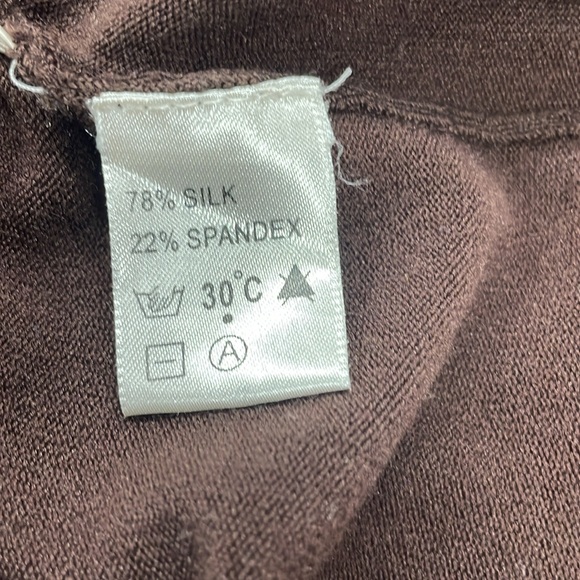 78% SILK
22% SPANDEX
30°C
A